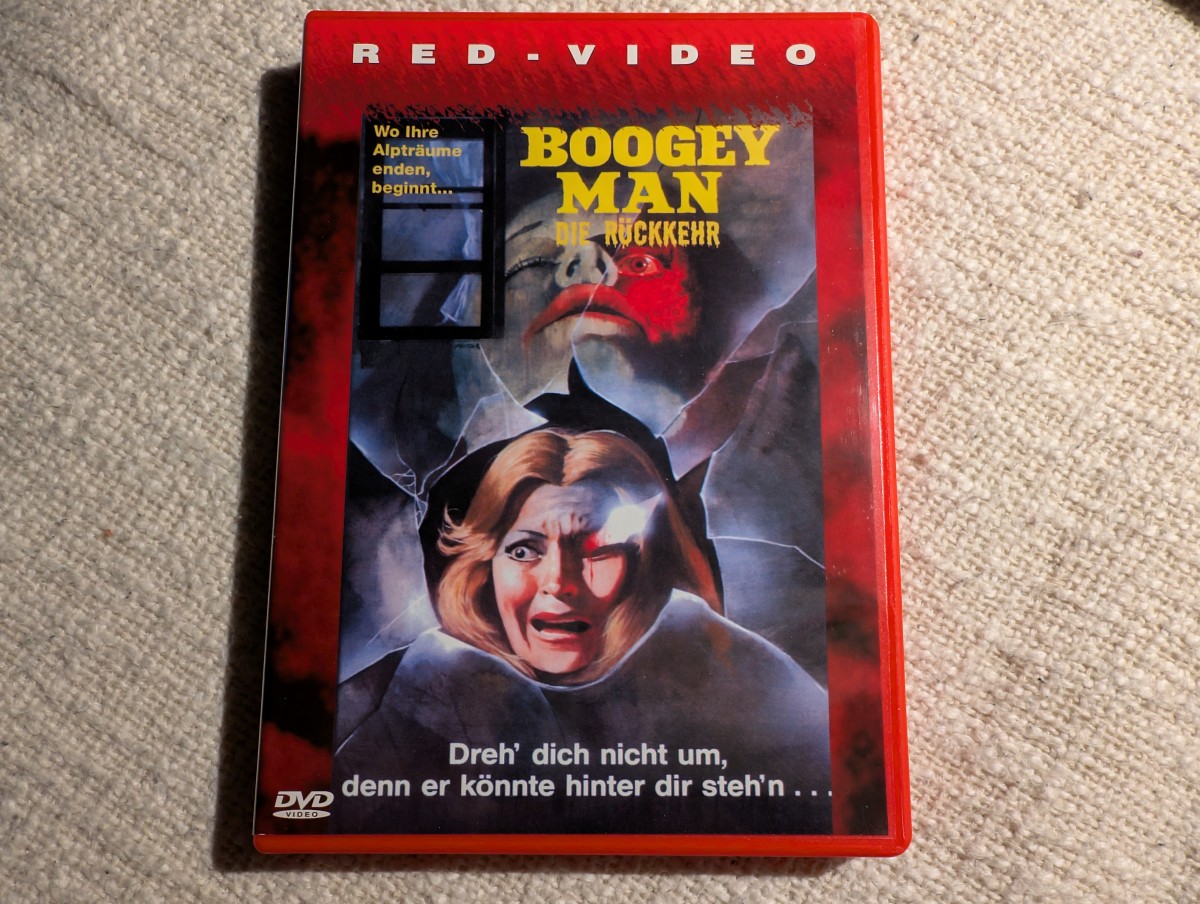 RED-VIDEO
Wo Ihre
Alpträume
enden,
beginnt...
BOOGEY
MAN
DIE RÜCKKEHR
Dreh' dich nicht um,
denn er könnte hinter dir steh'n . . .
DVD
VIDEO